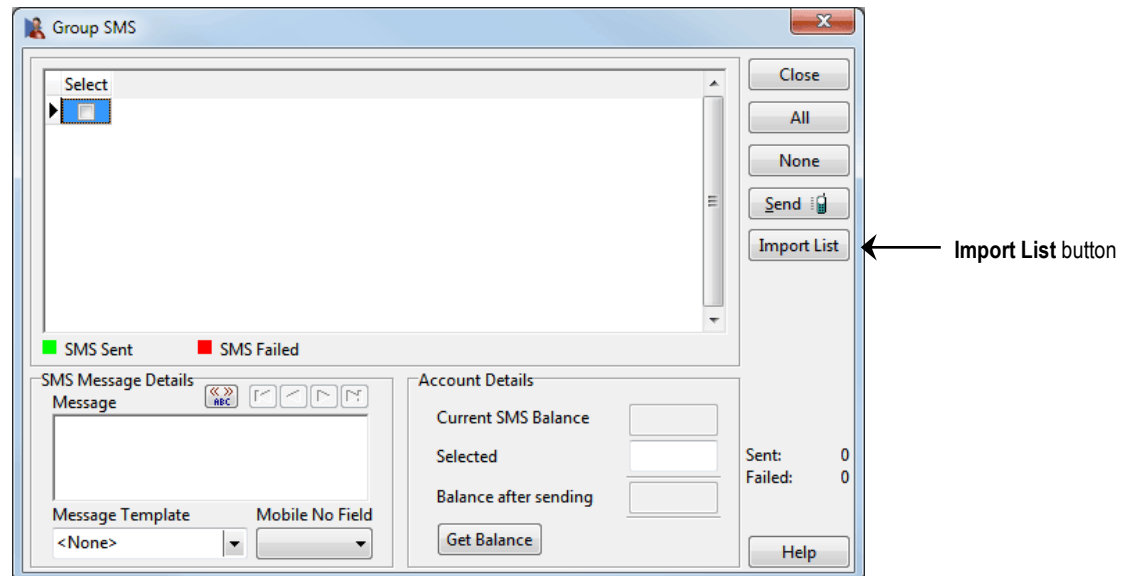 Group SMS
Select
Close
All
None
Send
Import List
Import List button
SMS Sent SMS Failed
SMS Message Details
Message
« »
ABC
Message Template Mobile No Field
<None>
Account Details
Current SMS Balance
Selected
Balance after sending
Get Balance
Sent: 0
Failed: 0
Help